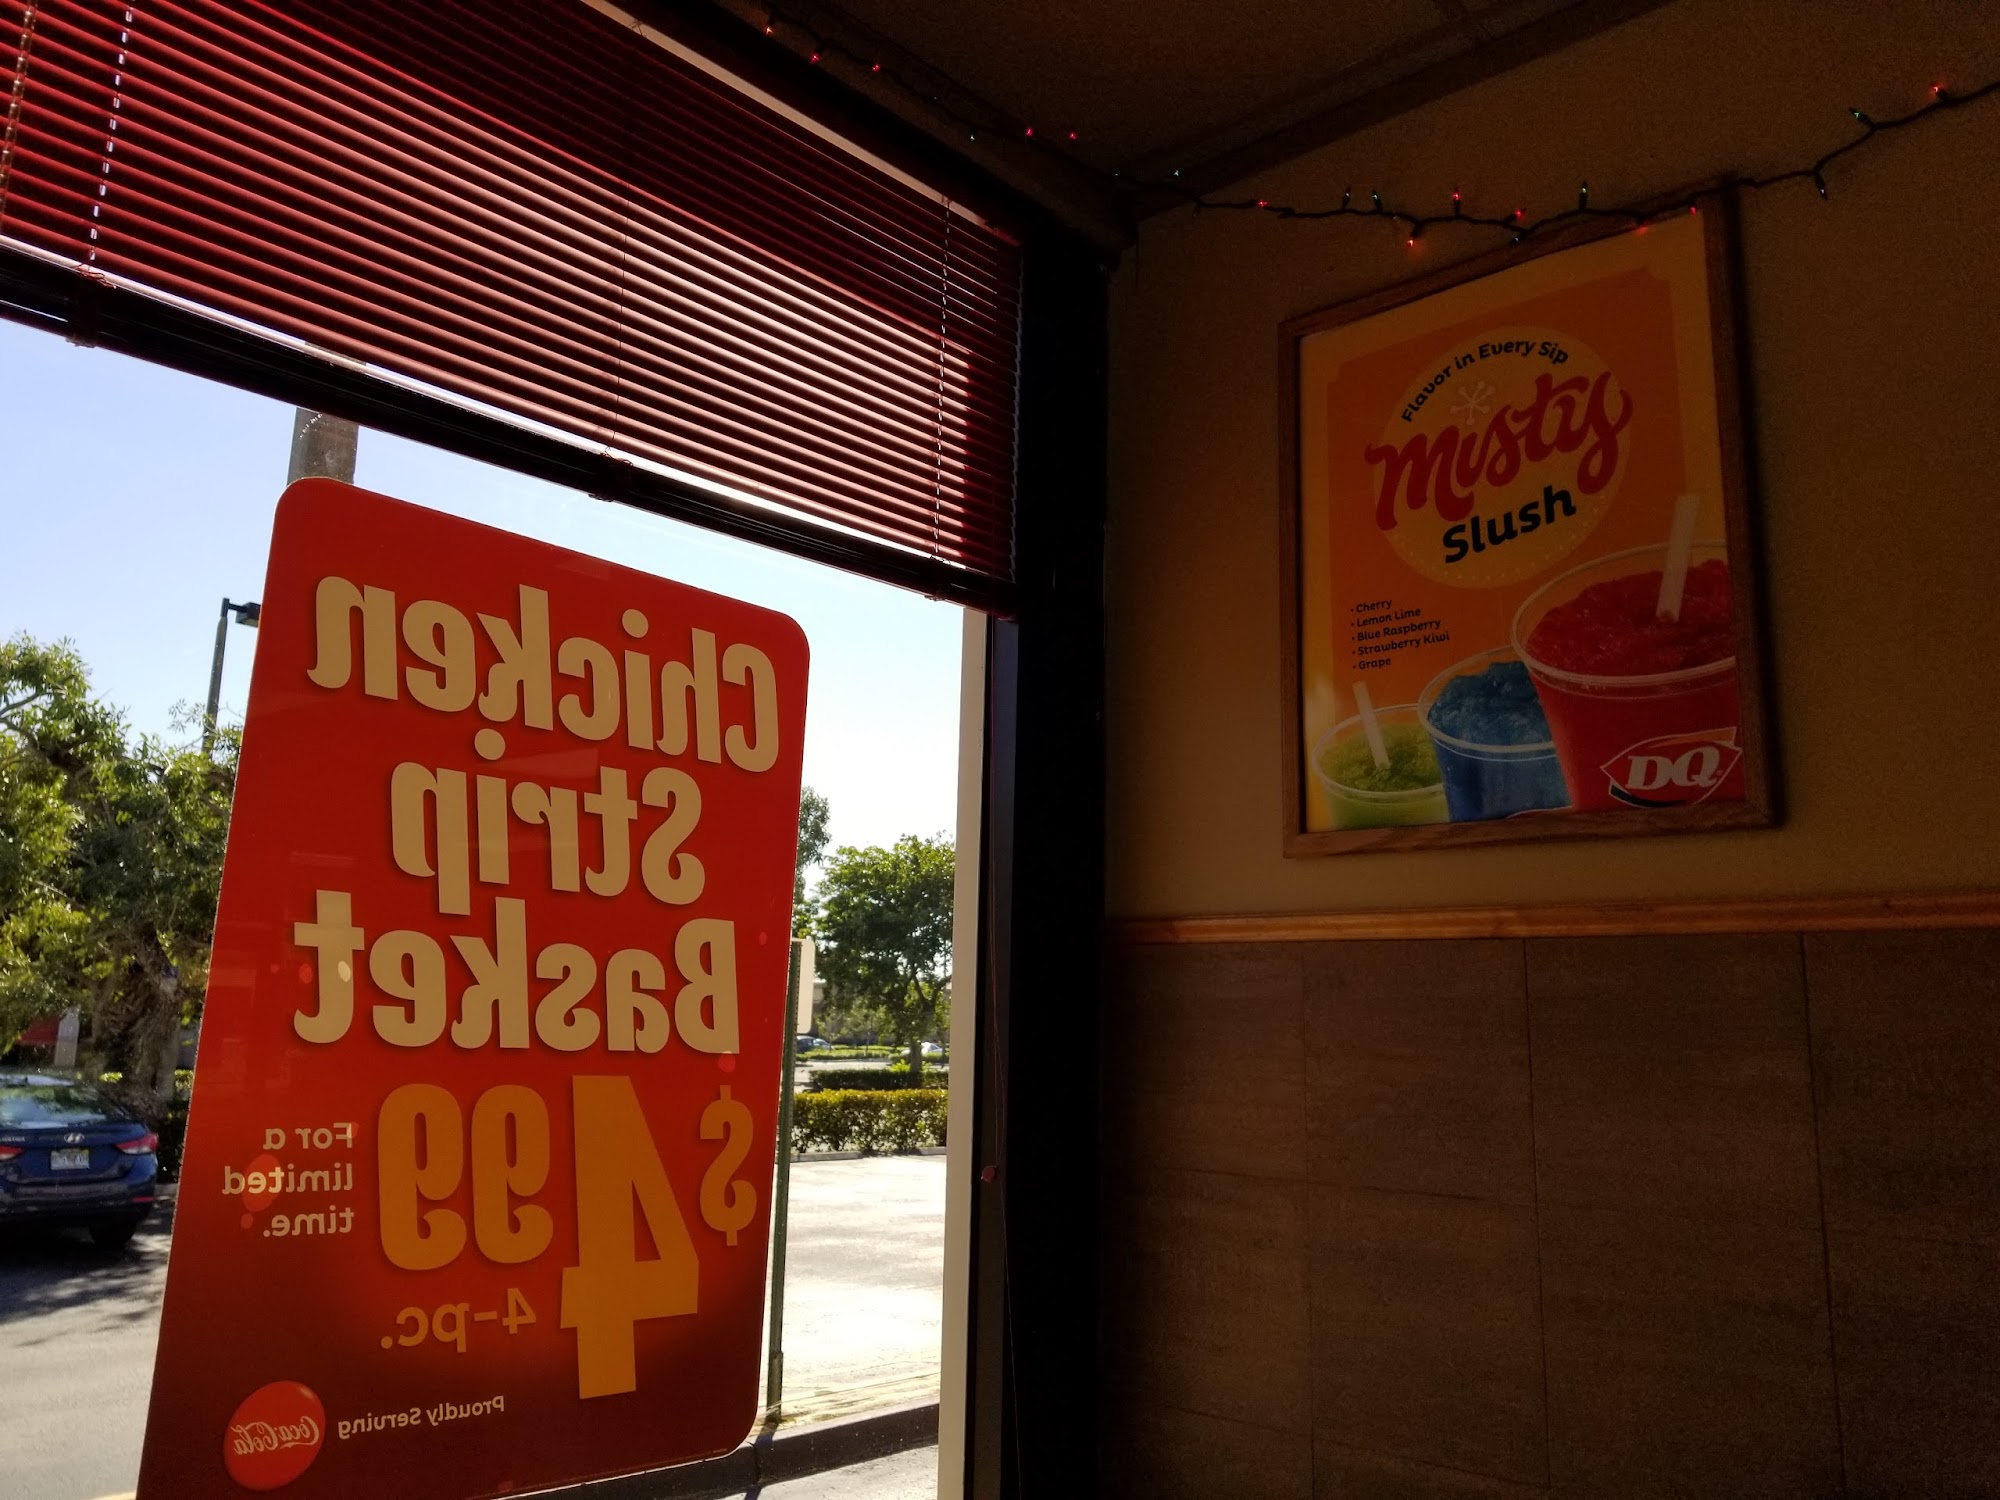 Chicken
Strip
Basket
$4.99
4-pc.
For a
limited
time.
Proudly Serving
Coca-Cola
Flavor in Every Sip
Misty
Slush
• Cherry
• Lemon Lime
• Blue Raspberry
• Strawberry Kiwi
• Grape
DQ